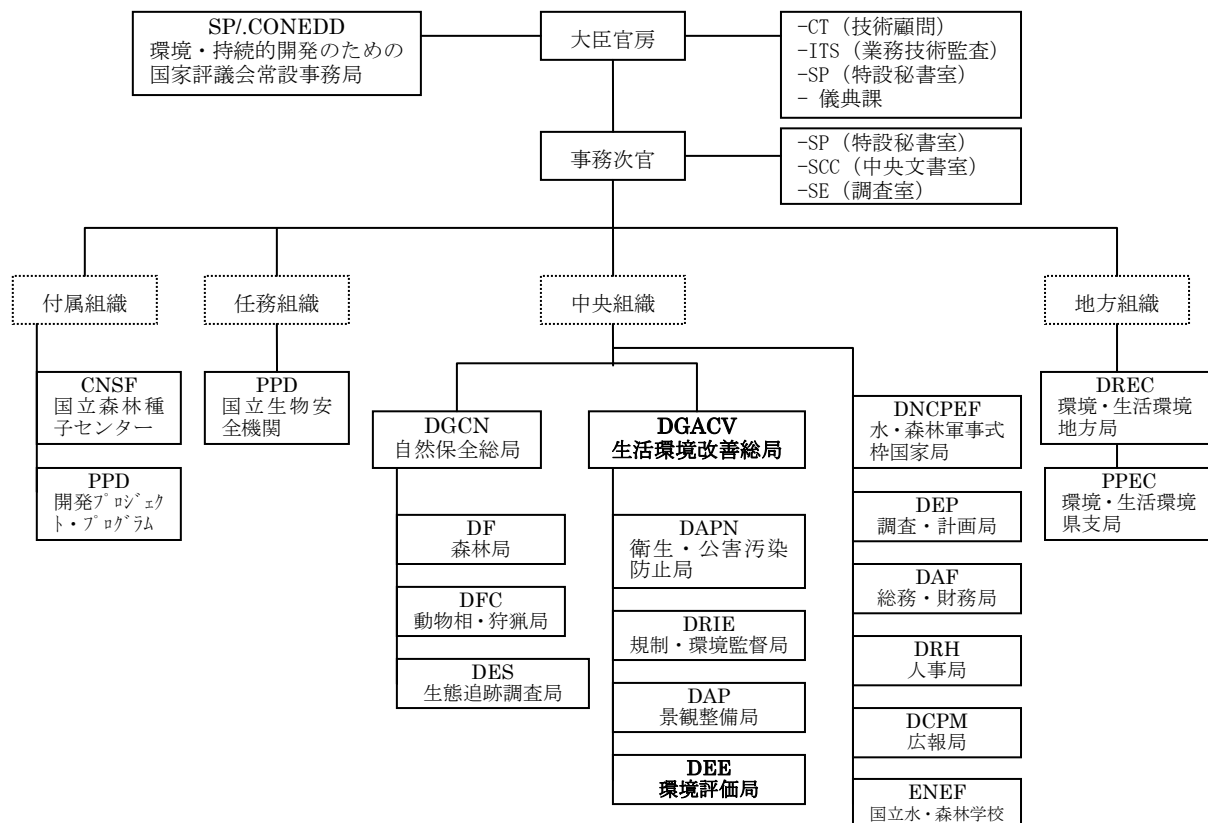 SP/.CONEDD
環境・持続的開発のための
国家評議会常設事務局
大臣官房
-CT (技術顧問)
-ITS (業務技術監査)
-SP (特設秘書室)
- 儀典課
事務次官
-SP (特設秘書室)
-SCC (中央文書室)
-SE (調査室)
付属組織
任務組織
中央組織
地方組織
CNSF
国立森林種
子センター
PPD
開発ﾌﾟﾛｼﾞｪｸ
ﾄ・ﾌﾟﾛｸﾞﾗﾑ
PPD
国立生物安
全機関
DGCN
自然保全総局
DF
森林局
DFC
動物相・狩猟局
DES
生態追跡調査局
DGACV
生活環境改善総局
DAPN
衛生・公害汚染
防止局
DRIE
規制・環境監督局
DAP
景観整備局
DEE
環境評価局
DNCPEF
水・森林軍事式
枠国家局
DEP
調査・計画局
DAF
総務・財務局
DRH
人事局
DCPM
広報局
ENEF
国立水・森林学校
DREC
環境・生活環境
地方局
PPEC
環境・生活環境
県支局